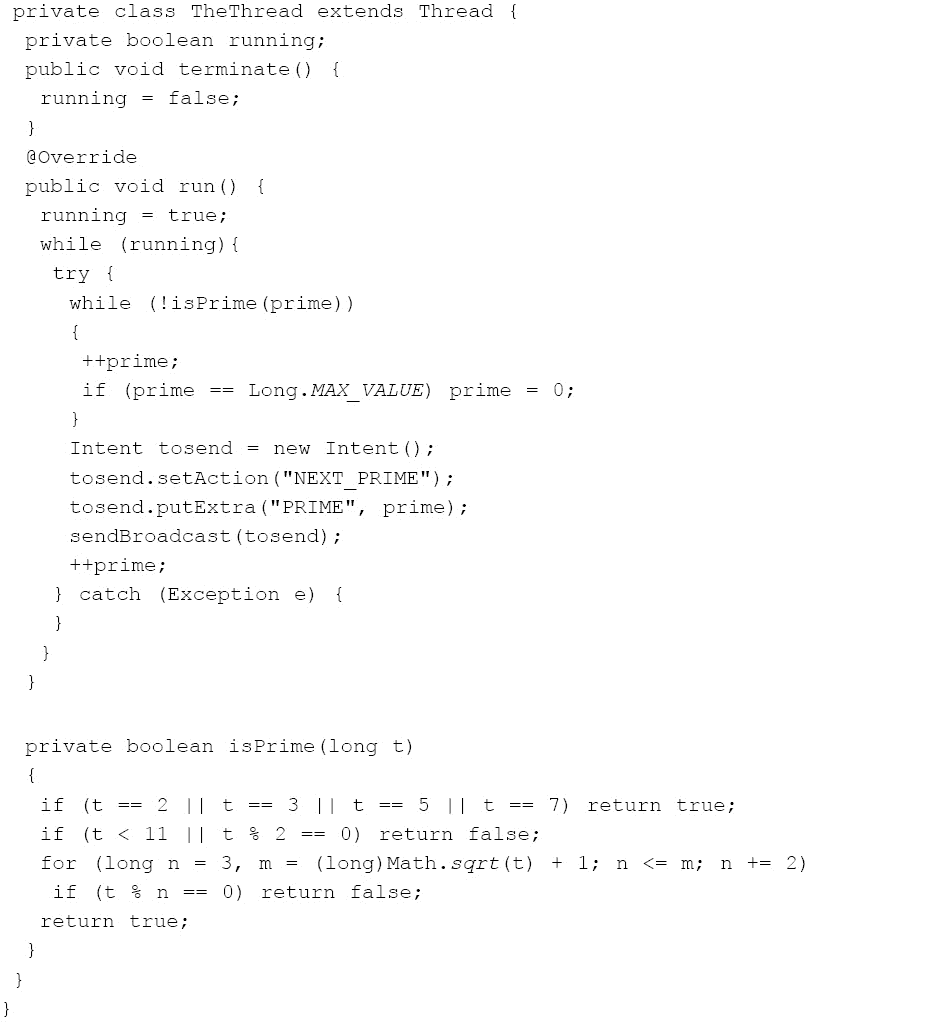 private class TheThread extends Thread {
private boolean running;
public void terminate() {
running = false;
}
@Override
public void run() {
running = true;
while (running){
try {
while (!isPrime(prime))
{
++prime;
if (prime == Long.MAX_VALUE) prime = 0;
}
Intent tosend = new Intent();
tosend.setAction("NEXT_PRIME");
tosend.putExtra("PRIME", prime);
sendBroadcast(tosend);
++prime;
} catch (Exception e) {
}
}
}
private boolean isPrime(long t)
{
if (t == 2 || t == 3 || t == 5 || t == 7) return true;
if (t < 11 || t % 2 == 0) return false;
for (long n = 3, m = (long)Math.sqrt(t) + 1; n <= m; n += 2)
if (t % n == 0) return false;
return true;
}
}
}